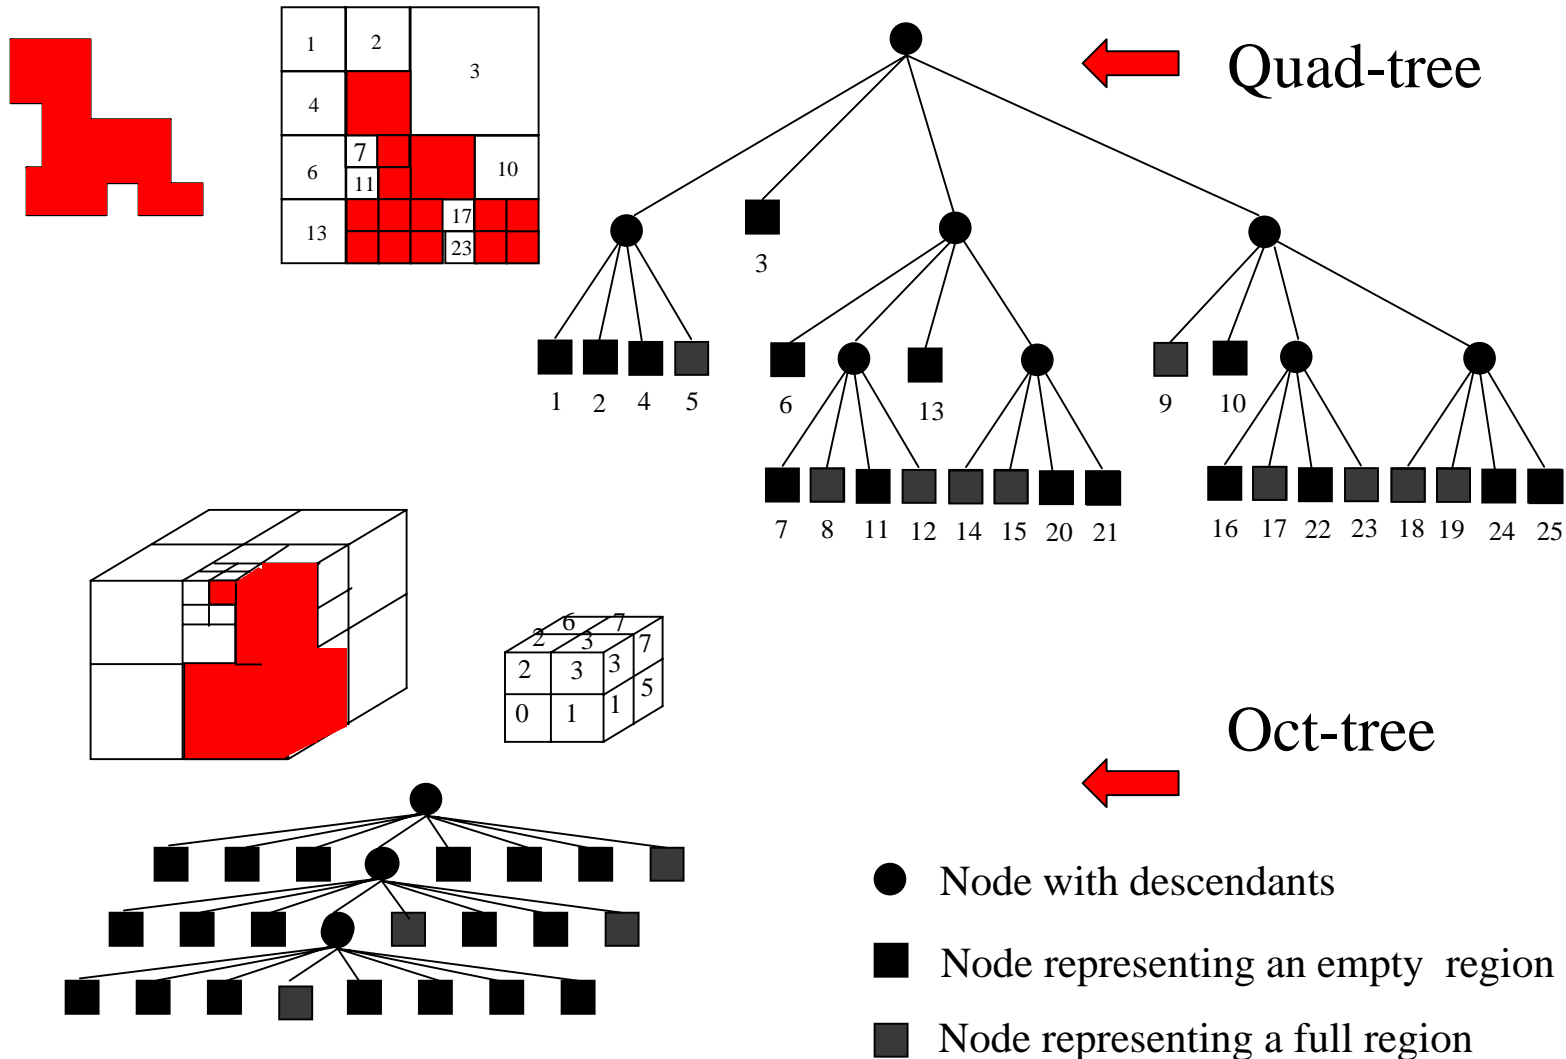 Quad-tree
1 2 3
4
7
6 11 10
13 17
23
3
1 2 4 5 6 13 9 10
7 8 11 12 14 15 20 21 16 17 22 23 18 19 24 25
6 7
2 3 7
2 3 3
5
0 1 1
Oct-tree
Node with descendants
Node representing an empty region
Node representing a full region